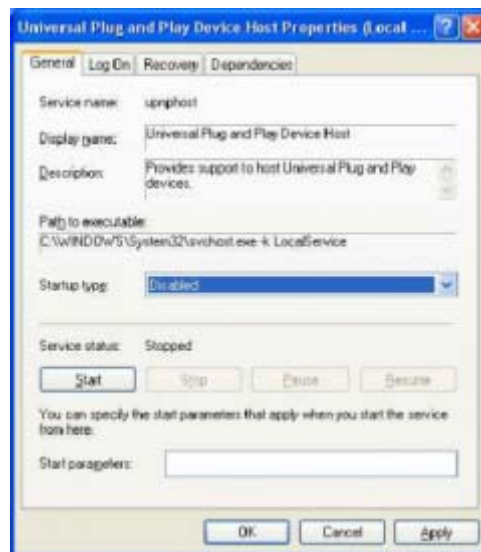 Universal Plug and Play Device Host Properties (Local ...
General Log On Recovery Dependencies
Service name: upnphost
Display name: Universal Plug and Play Device Host
Description: Provides support to host Universal Plug and Play
devices.
Path to executable:
C:\WINDOWS\System32\svchost.exe -k LocalService
Startup type: Disabled
Service status: Stopped
Start Stop Pause Resume
You can specify the start parameters that apply when you start the service
from here.
Start parameters:
OK Cancel Apply